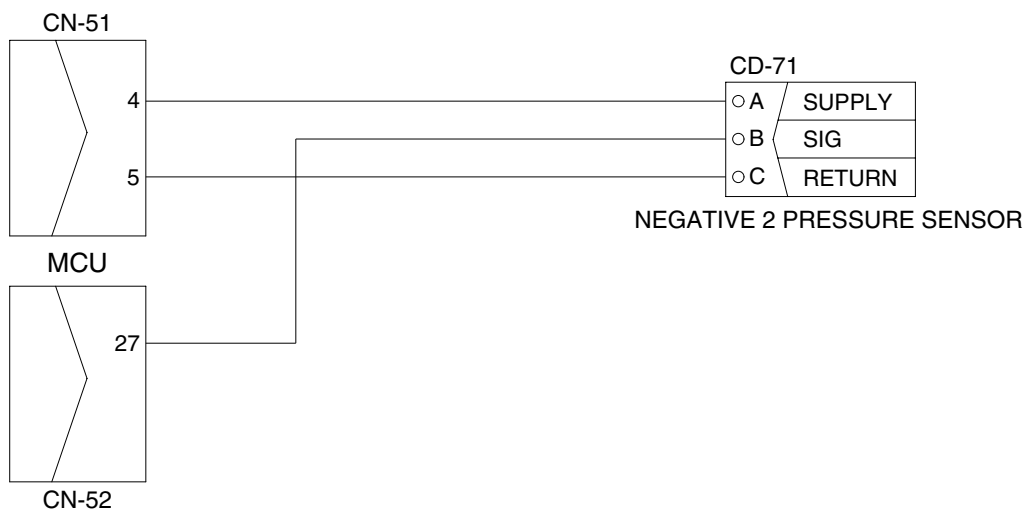 CN-51
CD-71
4
A SUPPLY
B SIG
5
C RETURN
NEGATIVE 2 PRESSURE SENSOR
MCU
27
CN-52